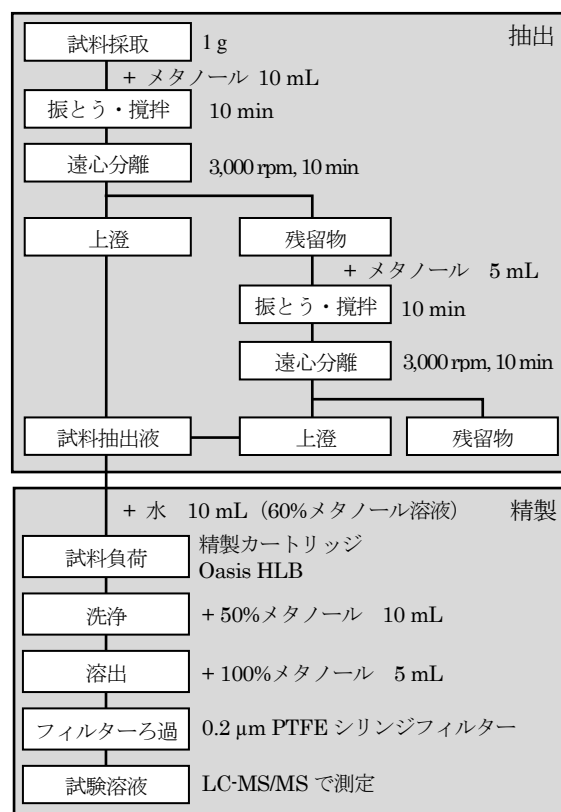 抽出
試料採取 1 g
+ メタノール 10 mL
振とう・攪拌 10 min
遠心分離 3,000 rpm, 10 min
上澄 残留物
+ メタノール 5 mL
振とう・攪拌 10 min
遠心分離 3,000 rpm, 10 min
試料抽出液 上澄 残留物
+ 水 10 mL（60%メタノール溶液） 精製
試料負荷 精製カートリッジ
Oasis HLB
洗浄 + 50%メタノール 10 mL
溶出 + 100%メタノール 5 mL
フィルターろ過 0.2 µm PTFE シリンジフィルター
試験溶液 LC-MS/MS で測定